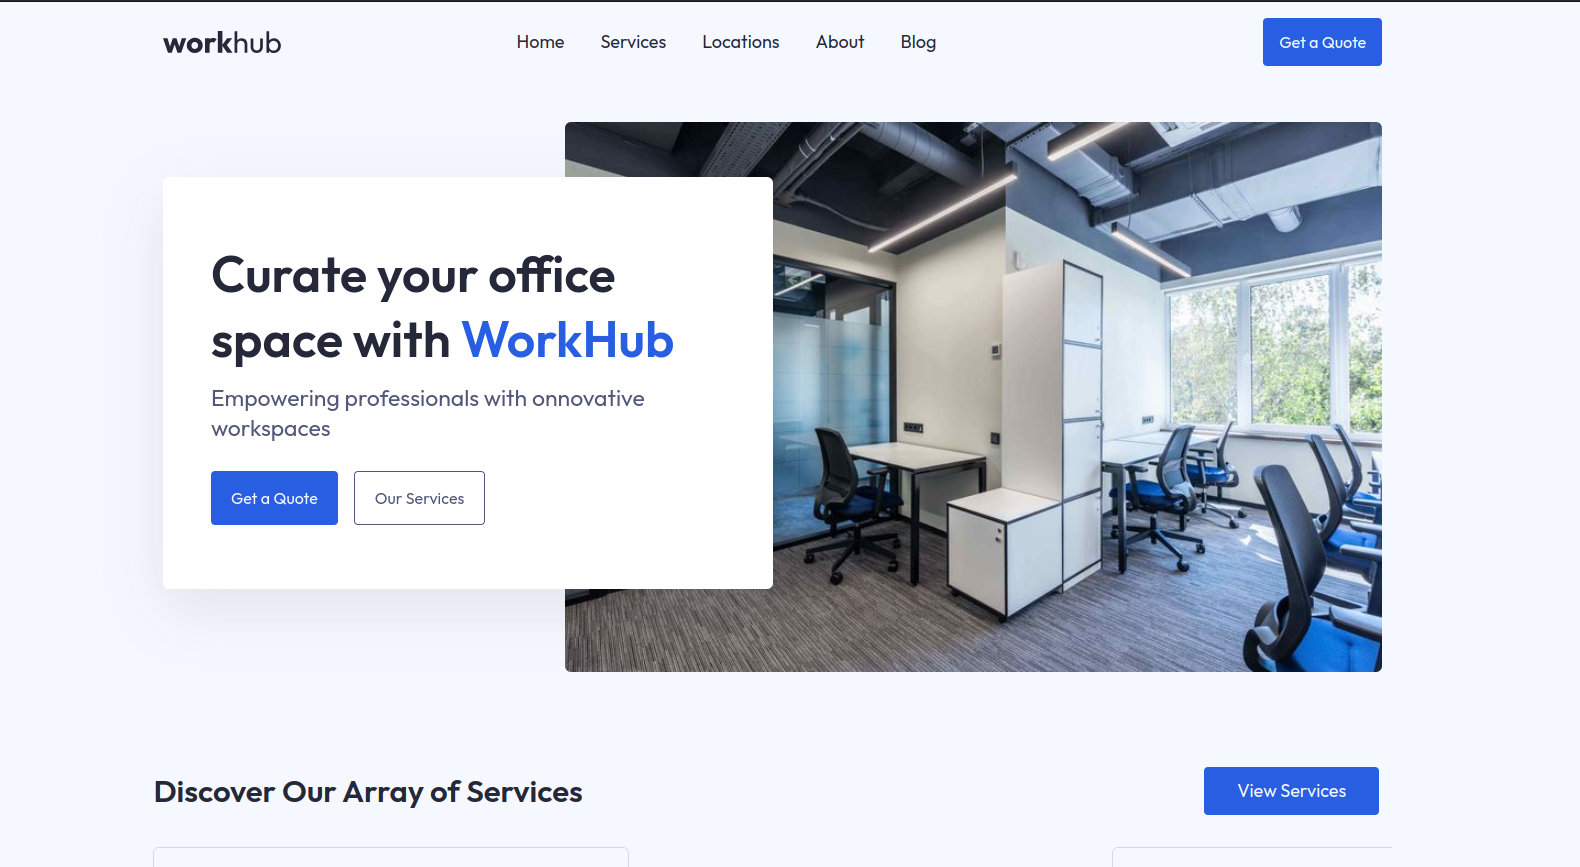 workhub
Home
Services
Locations
About
Blog
Get a Quote
Curate your office
space with WorkHub
Empowering professionals with onnovative
workspaces
Get a Quote
Our Services
Discover Our Array of Services
View Services